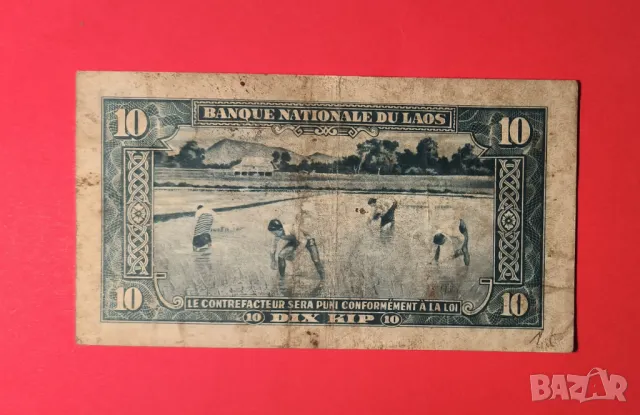 BANQUE NATIONALE DU LAOS
10 10
LE CONTREFACTEUR SERA PUNI CONFORMÉMENT À LA LOI
10 10 DIX KIP 10 10
BAZAR